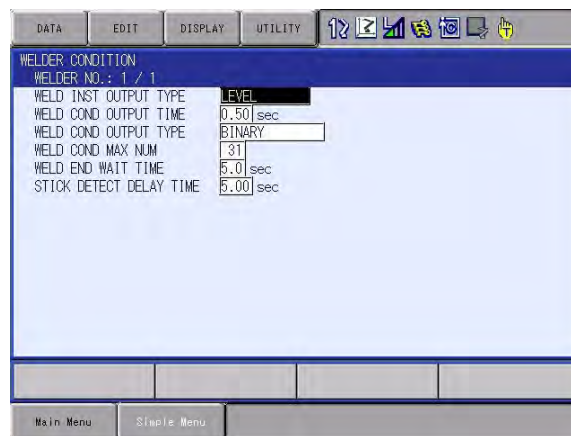 DATA EDIT DISPLAY UTILITY
WELDER CONDITION
WELDER NO.: 1 / 1
WELD INST OUTPUT TYPE LEVEL
WELD COND OUTPUT TIME 0.50 sec
WELD COND OUTPUT TYPE BINARY
WELD COND MAX NUM 31
WELD END WAIT TIME 5.0 sec
STICK DETECT DELAY TIME 5.00 sec
Main Menu Simple Menu